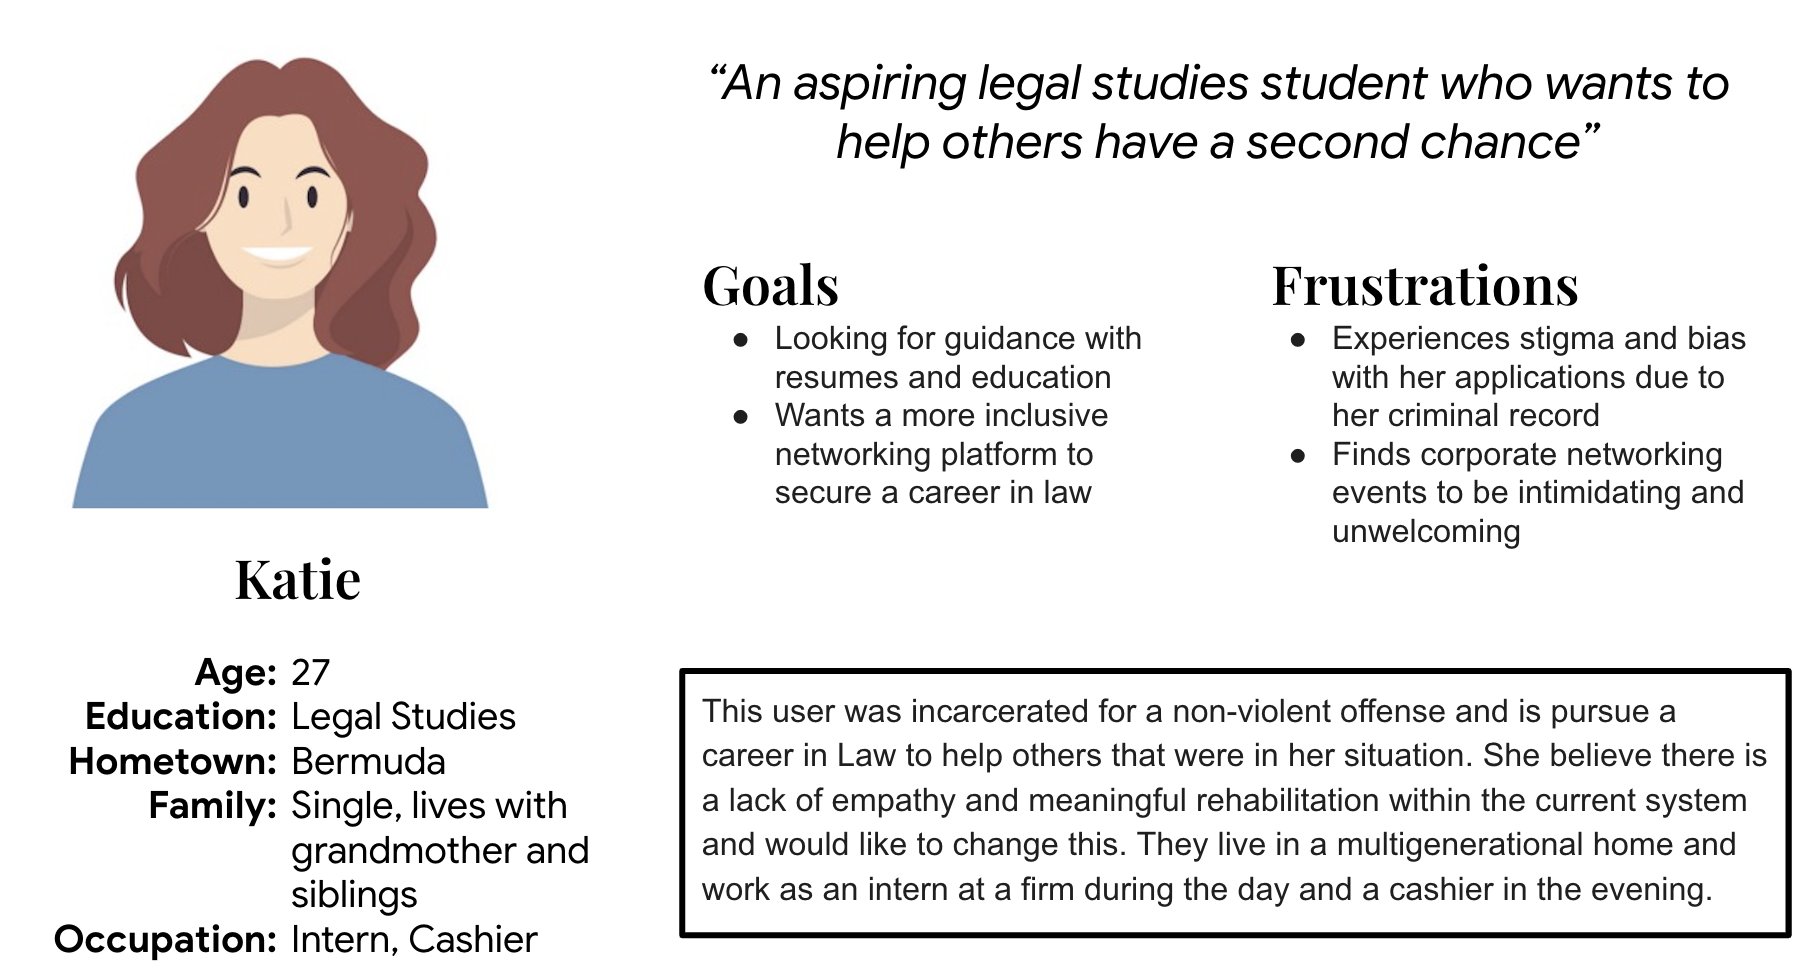 “An aspiring legal studies student who wants to
help others have a second chance”
Goals
● Looking for guidance with
resumes and education
● Wants a more inclusive
networking platform to
secure a career in law
Frustrations
● Experiences stigma and bias
with her applications due to
her criminal record
● Finds corporate networking
events to be intimidating and
unwelcoming
Katie
Age: 27
Education: Legal Studies
Hometown: Bermuda
Family: Single, lives with
grandmother and
siblings
Occupation: Intern, Cashier
This user was incarcerated for a non-violent offense and is pursue a
career in Law to help others that were in her situation. She believe there is
a lack of empathy and meaningful rehabilitation within the current system
and would like to change this. They live in a multigenerational home and
work as an intern at a firm during the day and a cashier in the evening.